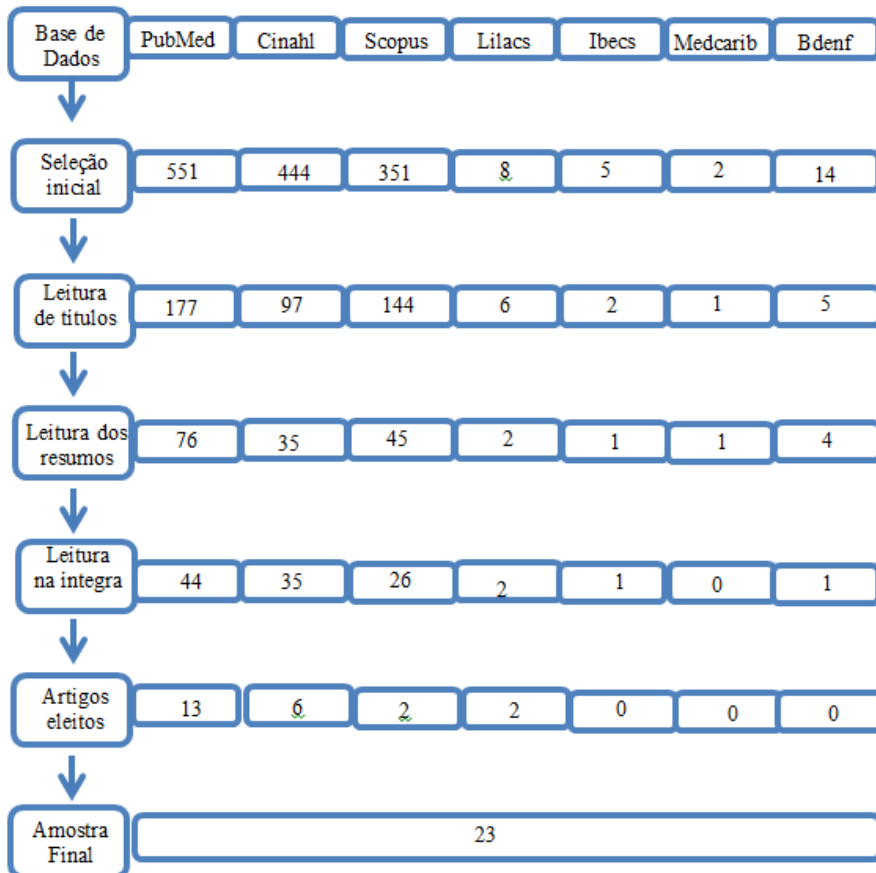 Base de
Dados
PubMed Cinahl Scopus Lilacs Ibecs Medcarib Bdenf
Seleção
inicial
551 444 351 8 5 2 14
Leitura
de titulos
177 97 144 6 2 1 5
Leitura dos
resumos
76 35 45 2 1 1 4
Leitura
na integra
44 35 26 2 1 0 1
Artigos
eleitos
13 6 2 2 0 0 0
Amostra
Final
23